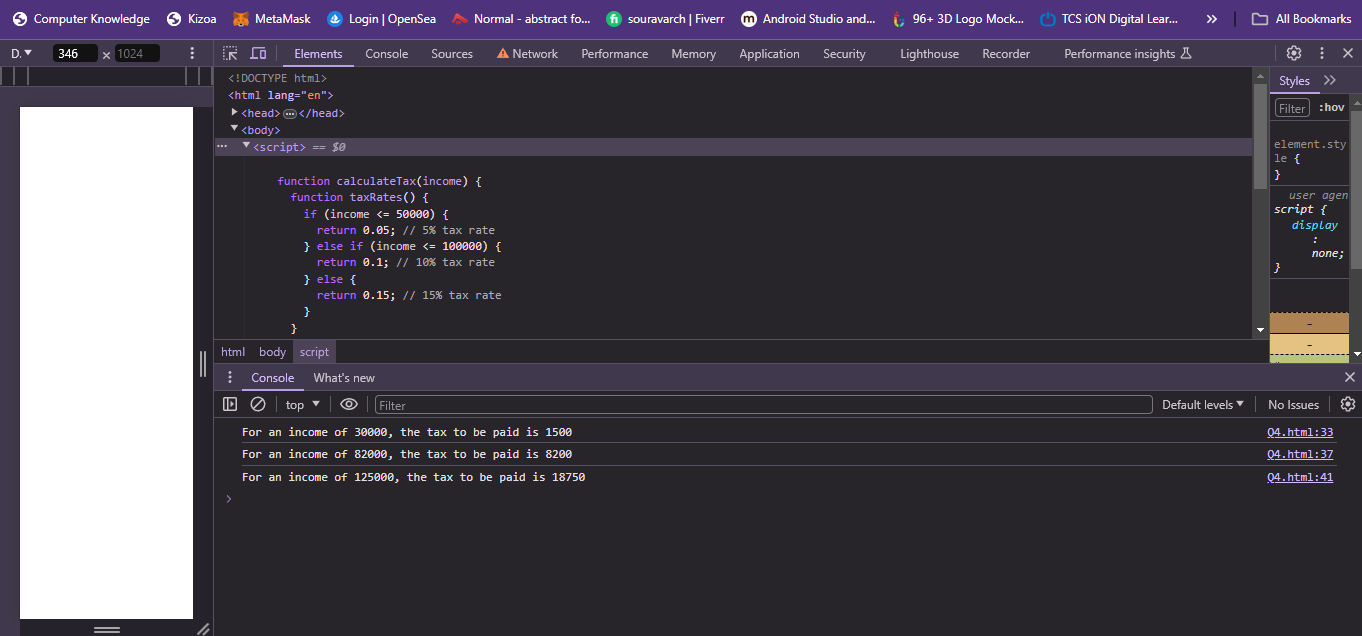 Computer Knowledge Kizoa MetaMask Login | OpenSea Normal - abstract fo... souravarch | Fiverr Android Studio and... 96+ 3D Logo Mock... TCS iON Digital Lear... » All Bookmarks
D. ▼ 346 × 1024 Elements Console Sources Network Performance Memory Application Security Lighthouse Recorder Performance insights
<!DOCTYPE html>
<html lang="en">
<head>…</head>
<body>
… <script> == $0
function calculateTax(income) {
function taxRates() {
if (income <= 50000) {
return 0.05; // 5% tax rate
} else if (income <= 100000) {
return 0.1; // 10% tax rate
} else {
return 0.15; // 15% tax rate
}
}
html body script
Styles
Filter :hov
element.sty
le {
}
user agen
script {
display
:
none;
}
-
-
Console What's new
top ▼ Filter Default levels ▼ No Issues
For an income of 30000, the tax to be paid is 1500 Q4.html:33
For an income of 82000, the tax to be paid is 8200 Q4.html:37
For an income of 125000, the tax to be paid is 18750 Q4.html:41
>